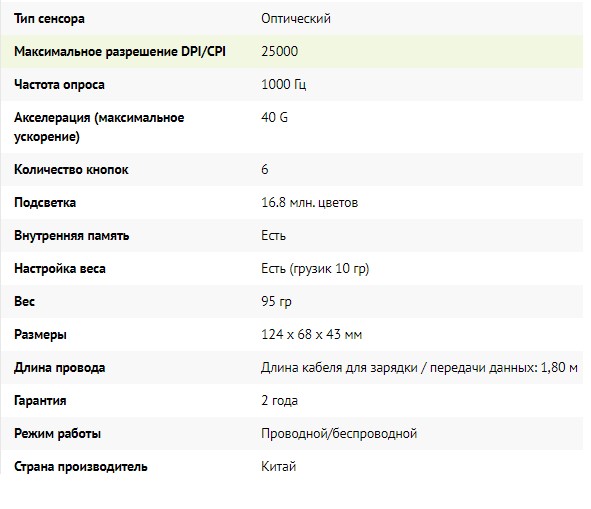 Тип сенсора Оптический
Максимальное разрешение DPI/CPI 25000
Частота опроса 1000 Гц
Акселерация (максимальное 40 G
ускорение)
Количество кнопок 6
Подсветка 16.8 млн. цветов
Внутренняя память Есть
Настройка веса Есть (грузик 10 гр)
Вес 95 гр
Размеры 124 x 68 x 43 мм
Длина провода Длина кабеля для зарядки / передачи данных: 1,80 м
Гарантия 2 года
Режим работы Проводной/беспроводной
Страна производитель Китай